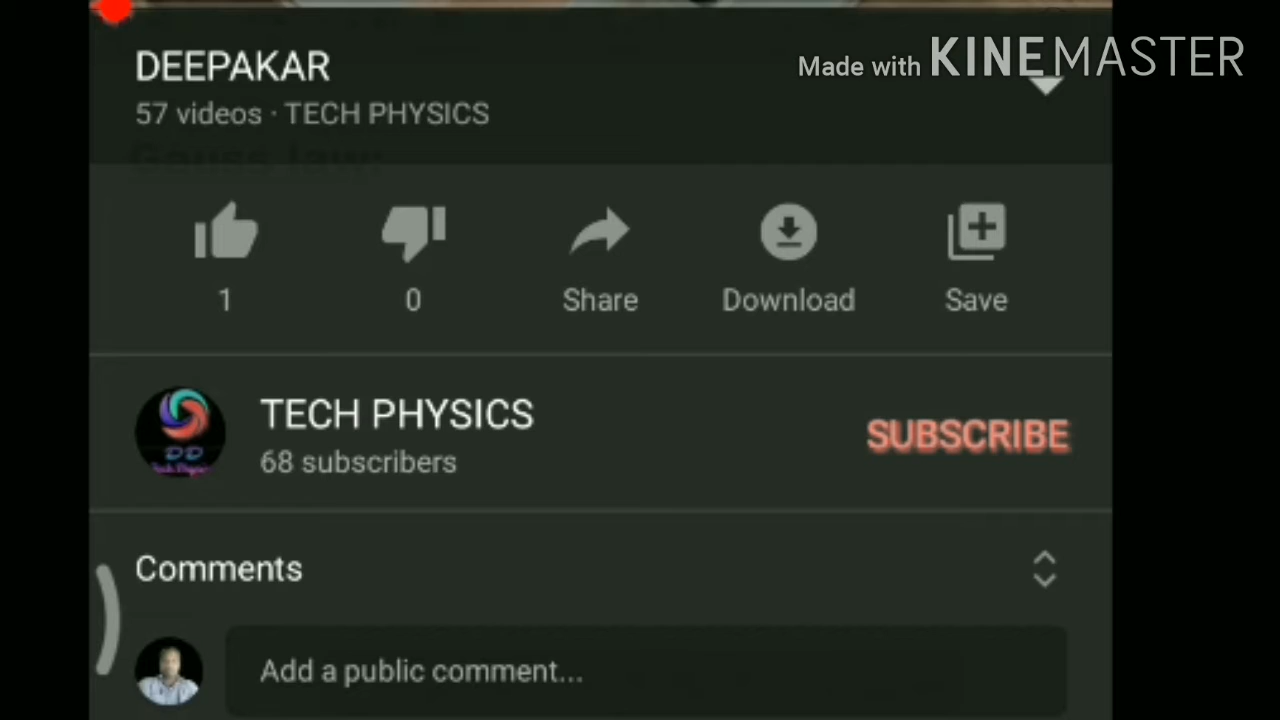 DEEPAKAR
Made with KINEMASTER
57 videos · TECH PHYSICS
1
0
Share
Download
Save
TECH PHYSICS
68 subscribers
SUBSCRIBE
DD
Comments
Add a public comment...